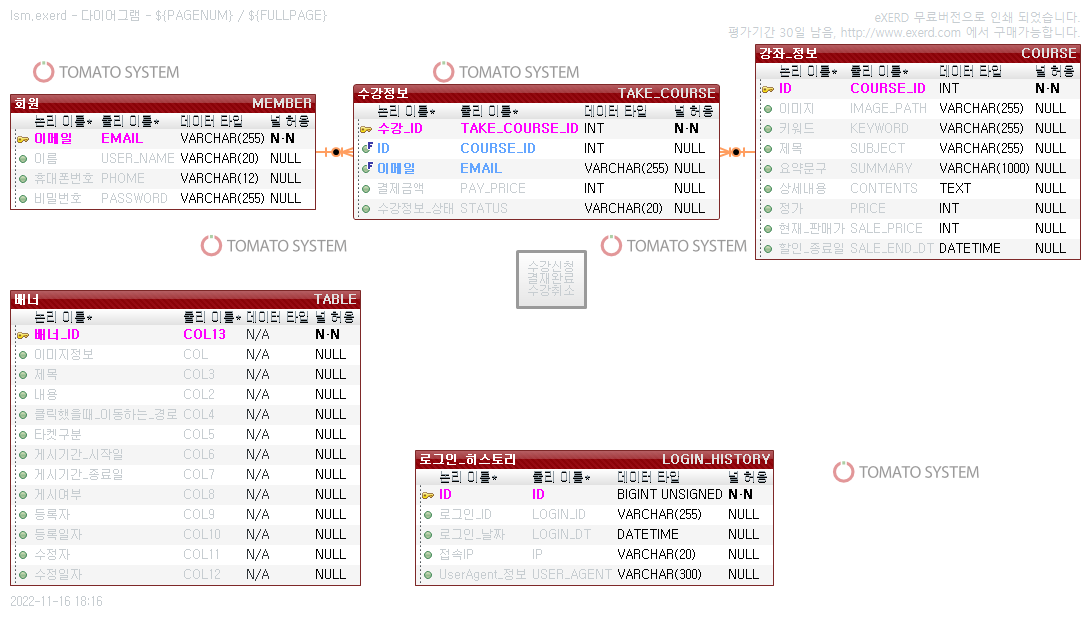 lsm.exerd - 다이어그램 - ${PAGENUM} / ${FULLPAGE}
eXERD 무료버전으로 인쇄 되었습니다.
평가기간 30일 남음, http://www.exerd.com 에서 구매가능합니다.
TOMATO SYSTEM
TOMATO SYSTEM
회원 MEMBER
논리 이름* 물리 이름* 데이터 타입 널 허용
이메일 EMAIL VARCHAR(255) N-N
이름 USER_NAME VARCHAR(20) NULL
휴대폰번호 PHOME VARCHAR(12) NULL
비밀번호 PASSWORD VARCHAR(255) NULL
수강정보 TAKE_COURSE
논리 이름* 물리 이름* 데이터 타입 널 허용
수강_ID TAKE_COURSE_ID INT N-N
ID COURSE_ID INT NULL
이메일 EMAIL VARCHAR(255) NULL
결제금액 PAY_PRICE INT NULL
수강정보_상태 STATUS VARCHAR(20) NULL
강좌_정보 COURSE
논리 이름* 물리 이름* 데이터 타입 널 허용
ID COURSE_ID INT N-N
이미지 IMAGE_PATH VARCHAR(255) NULL
키워드 KEYWORD VARCHAR(255) NULL
제목 SUBJECT VARCHAR(255) NULL
요약문구 SUMMARY VARCHAR(1000) NULL
상세내용 CONTENTS TEXT NULL
정가 PRICE INT NULL
현재_판매가 SALE_PRICE INT NULL
할인_종료일 SALE_END_DT DATETIME NULL
TOMATO SYSTEM
TOMATO SYSTEM
수강신청
결재완료
수강취소
배너 TABLE
논리 이름* 물리 이름* 데이터 타입 널 허용
배너_ID COL13 N/A N-N
이미지정보 COL N/A NULL
제목 COL3 N/A NULL
내용 COL2 N/A NULL
클릭했을때_이동하는_경로 COL4 N/A NULL
타켓구분 COL5 N/A NULL
게시기간_시작일 COL6 N/A NULL
게시기간_종료일 COL7 N/A NULL
게시여부 COL8 N/A NULL
등록자 COL9 N/A NULL
등록일자 COL10 N/A NULL
수정자 COL11 N/A NULL
수정일자 COL12 N/A NULL
로그인_히스토리 LOGIN_HISTORY
논리 이름* 물리 이름* 데이터 타입 널 허용
ID ID BIGINT UNSIGNED N-N
로그인_ID LOGIN_ID VARCHAR(255) NULL
로그인_날짜 LOGIN_DT DATETIME NULL
접속IP IP VARCHAR(20) NULL
UserAgent_정보 USER_AGENT VARCHAR(300) NULL
TOMATO SYSTEM
2022-11-16 18:16